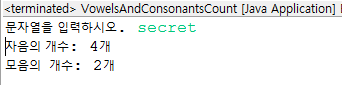 <terminated> VowelsAndConsonantsCount [Java Application]
문자열을 입력하시오. secret
자음의 개수: 4개
모음의 개수: 2개